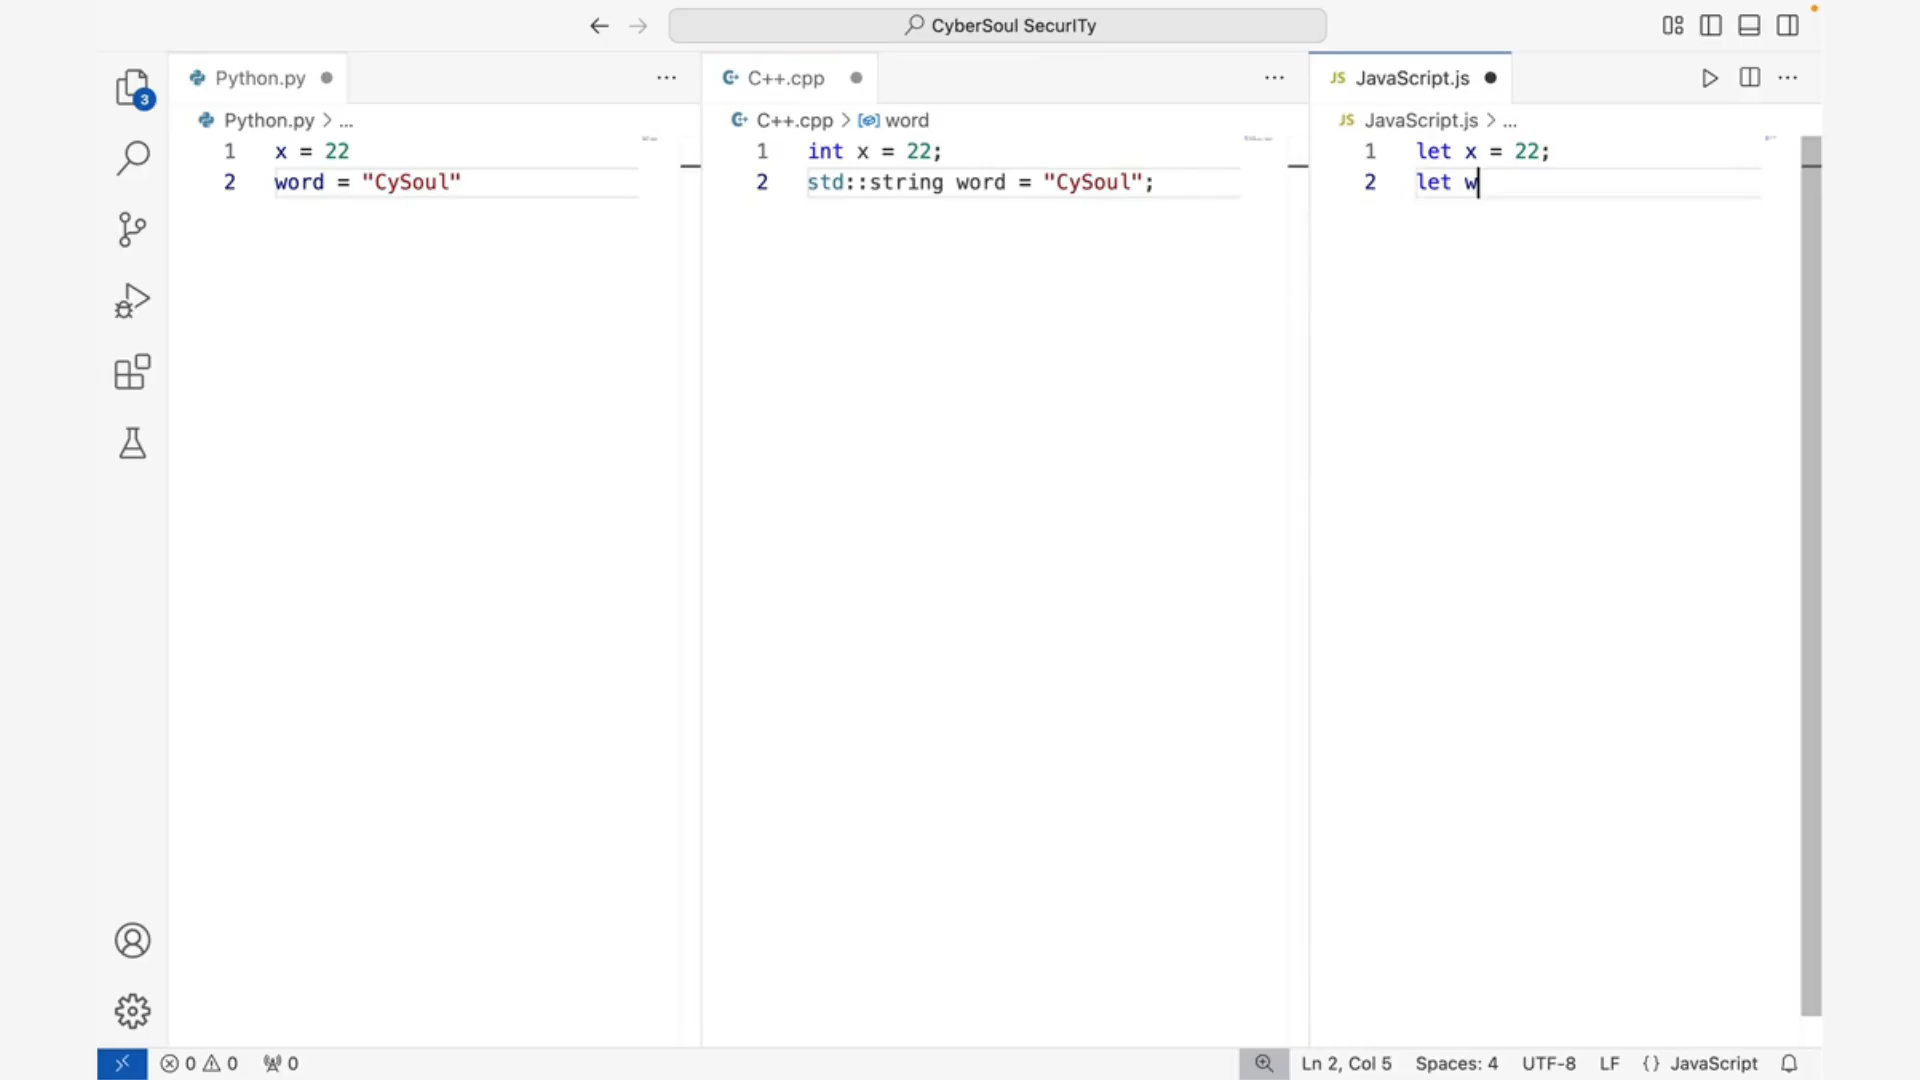 CyberSoul SecurITy
Python.py
Python.py > ...
1 x = 22
2 word = "CySoul"
C++.cpp
C++.cpp > word
1 int x = 22;
2 std::string word = "CySoul";
JS JavaScript.js
JS JavaScript.js > ...
1 let x = 22;
2 let w
3
0 0 0
Ln 2, Col 5 Spaces: 4 UTF-8 LF {} JavaScript